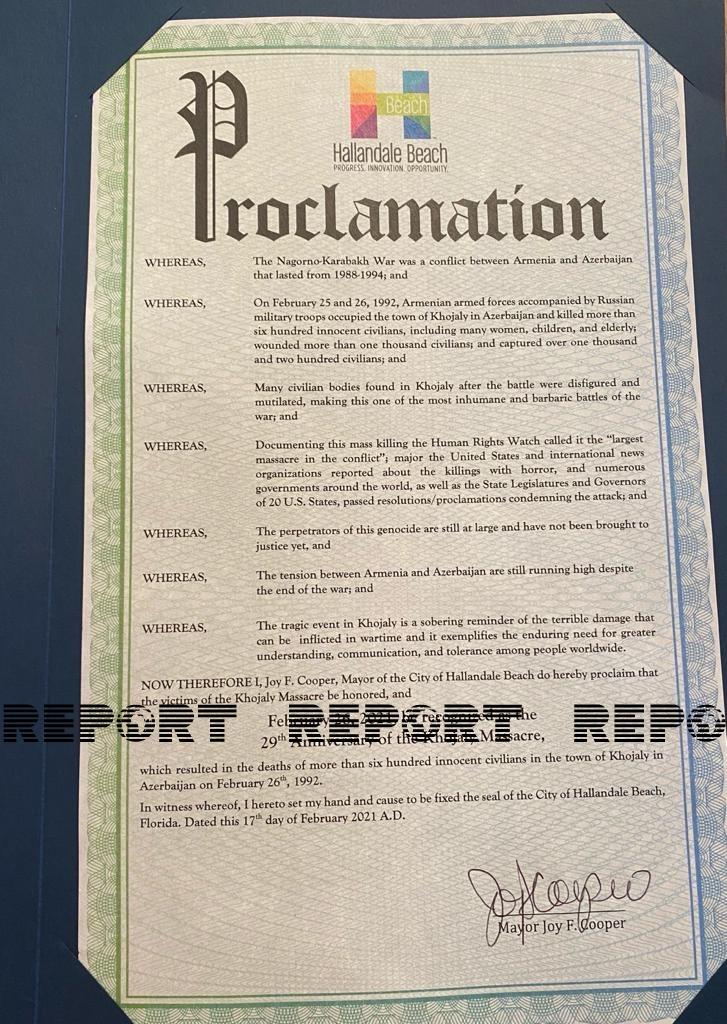 Beach
Hallandale Beach
PROGRESS. INNOVATION. OPPORTUNITY.
Proclamation
WHEREAS, The Nagorno-Karabakh War was a conflict between Armenia and Azerbaijan
that lasted from 1988-1994; and
WHEREAS, On February 25 and 26, 1992, Armenian armed forces accompanied by Russian
military troops occupied the town of Khojaly in Azerbaijan and killed more than
six hundred innocent civilians, including many women, children, and elderly;
wounded more than one thousand civilians; and captured over one thousand
and two hundred civilians; and
WHEREAS, Many civilian bodies found in Khojaly after the battle were disfigured and
mutilated, making this one of the most inhumane and barbaric battles of the
war; and
WHEREAS, Documenting this mass killing the Human Rights Watch called it the “largest
massacre in the conflict”; major the United States and international news
organizations reported about the killings with horror, and numerous
governments around the world, as well as the State Legislatures and Governors
of 20 U.S. States, passed resolutions/proclamations condemning the attack; and
WHEREAS, The perpetrators of this genocide are still at large and have not been brought to
justice yet, and
WHEREAS, The tension between Armenia and Azerbaijan are still running high despite
the end of the war; and
WHEREAS, The tragic event in Khojaly is a sobering reminder of the terrible damage that
can be inflicted in wartime and it exemplifies the enduring need for greater
understanding, communication, and tolerance among people worldwide.
NOW THEREFORE I, Joy F. Cooper, Mayor of the City of Hallandale Beach do hereby proclaim that
the victims of the Khojaly Massacre be honored, and
REPORT REPORT REPO
February 26, 2021, be recognized as the
29th Anniversary of the Khojaly Massacre,
which resulted in the deaths of more than six hundred innocent civilians in the town of Khojaly in
Azerbaijan on February 26th, 1992.
In witness whereof, I hereto set my hand and cause to be fixed the seal of the City of Hallandale Beach,
Florida. Dated this 17th day of February 2021 A.D.
Joy F Cooper
Mayor Joy F. Cooper